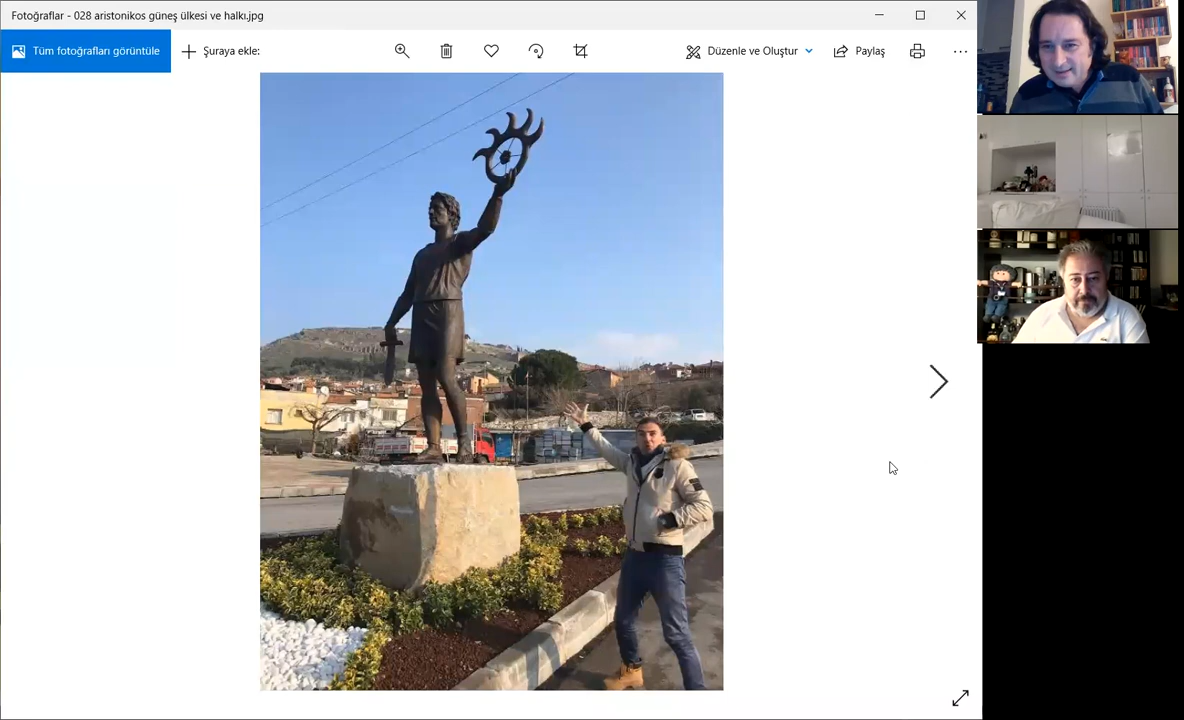 Fotoğraflar - 028 aristonikos güneş ülkesi ve halkı.jpg
Tüm fotoğrafları görüntüle
Şuraya ekle:
Düzenle ve Oluştur
Paylaş